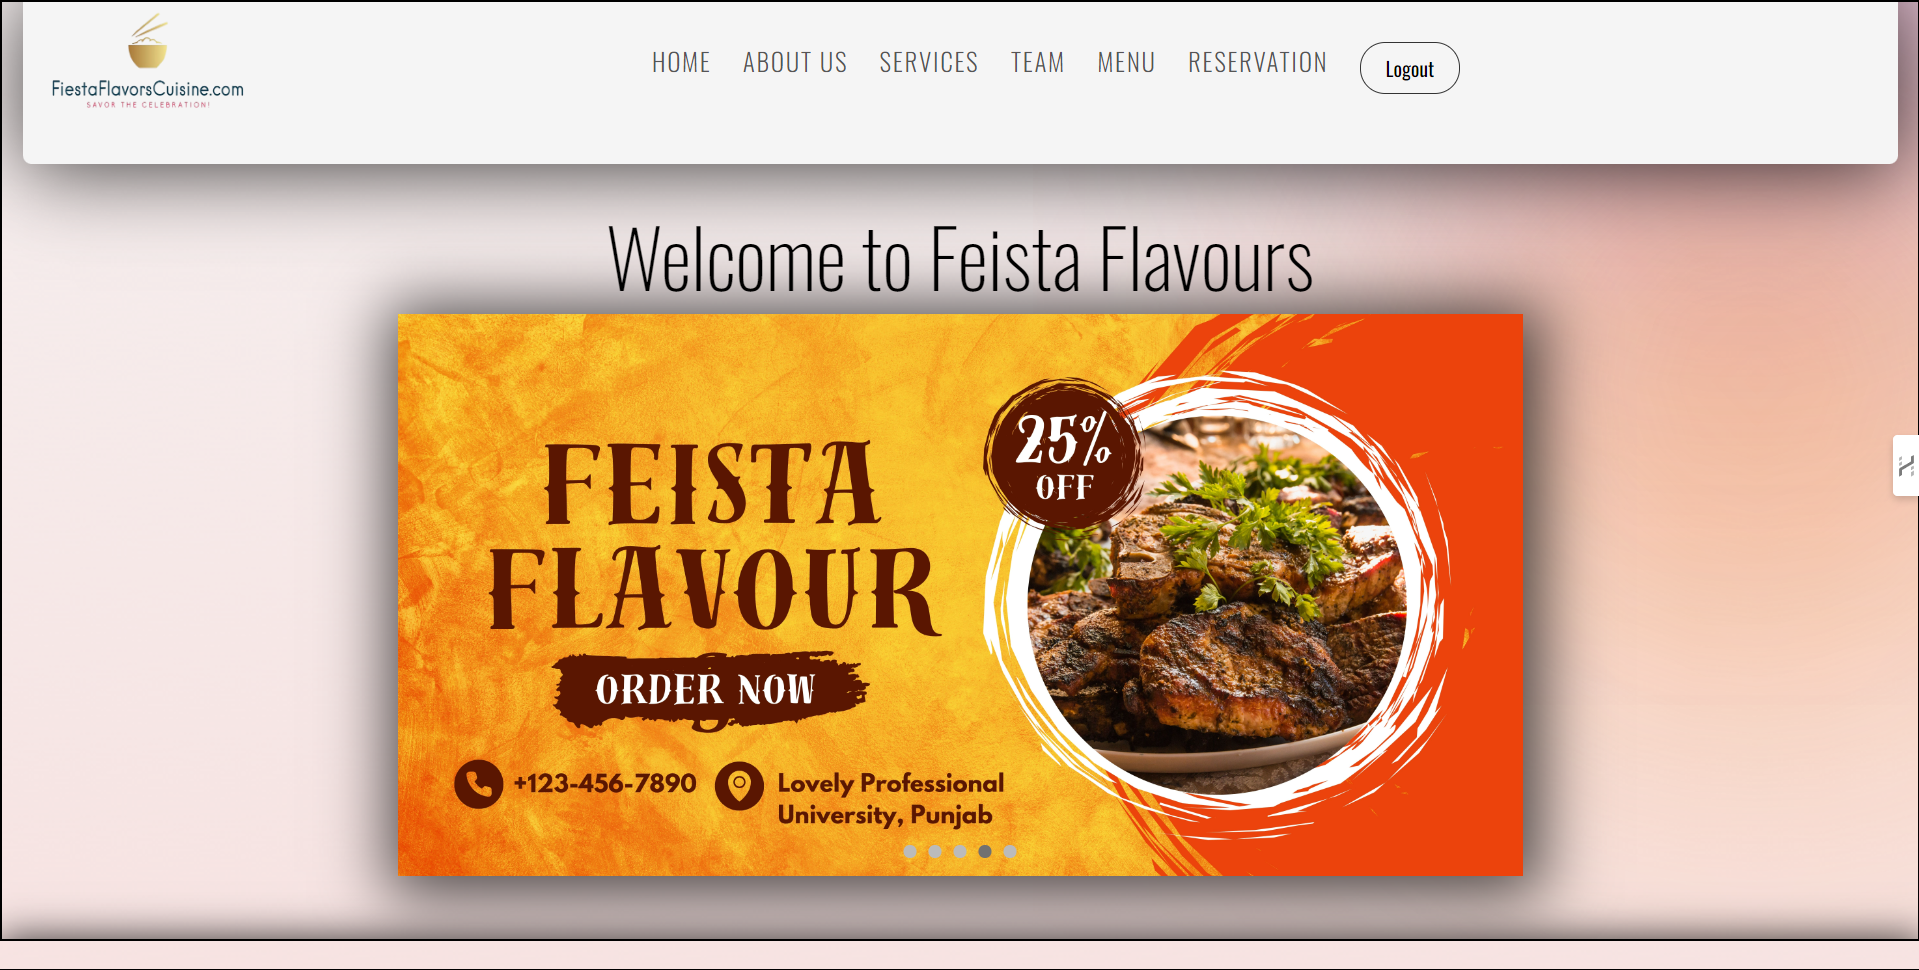 FiestaFlavorsCuisine.com
SAVOR THE CELEBRATION!
HOME ABOUT US SERVICES TEAM MENU RESERVATION Logout
Welcome to Feista Flavours
FEISTA
FLAVOUR
25%
OFF
ORDER NOW
+123-456-7890
Lovely Professional
University, Punjab